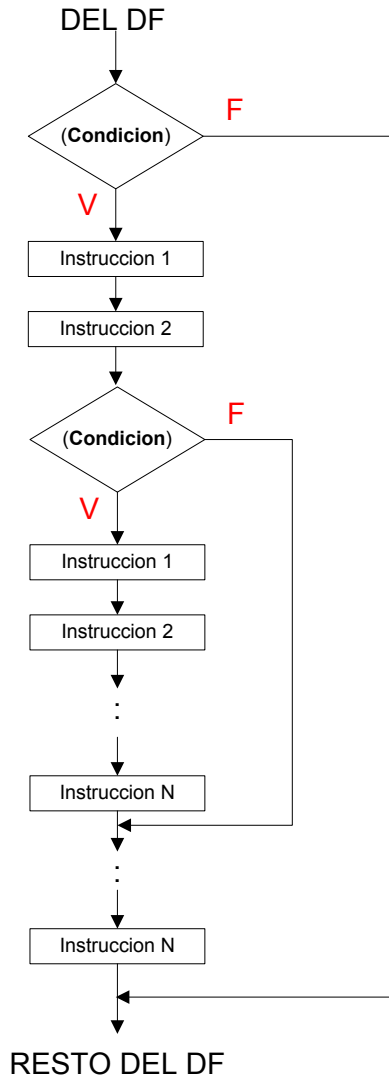 DEL DF
(Condicion)
F
V
Instruccion 1
Instruccion 2
(Condicion)
F
V
Instruccion 1
Instruccion 2
:
Instruccion N
:
Instruccion N
RESTO DEL DF